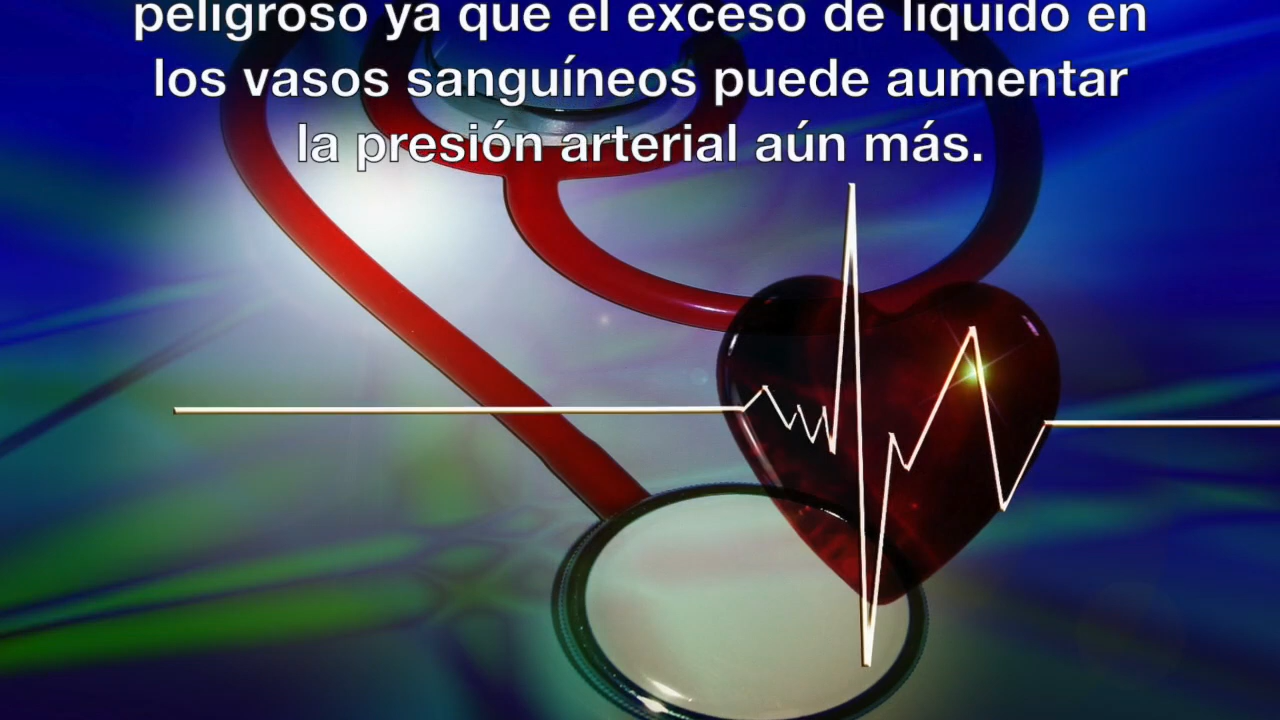 peligroso ya que el exceso de líquido en
los vasos sanguíneos puede aumentar
la presión arterial aún más.